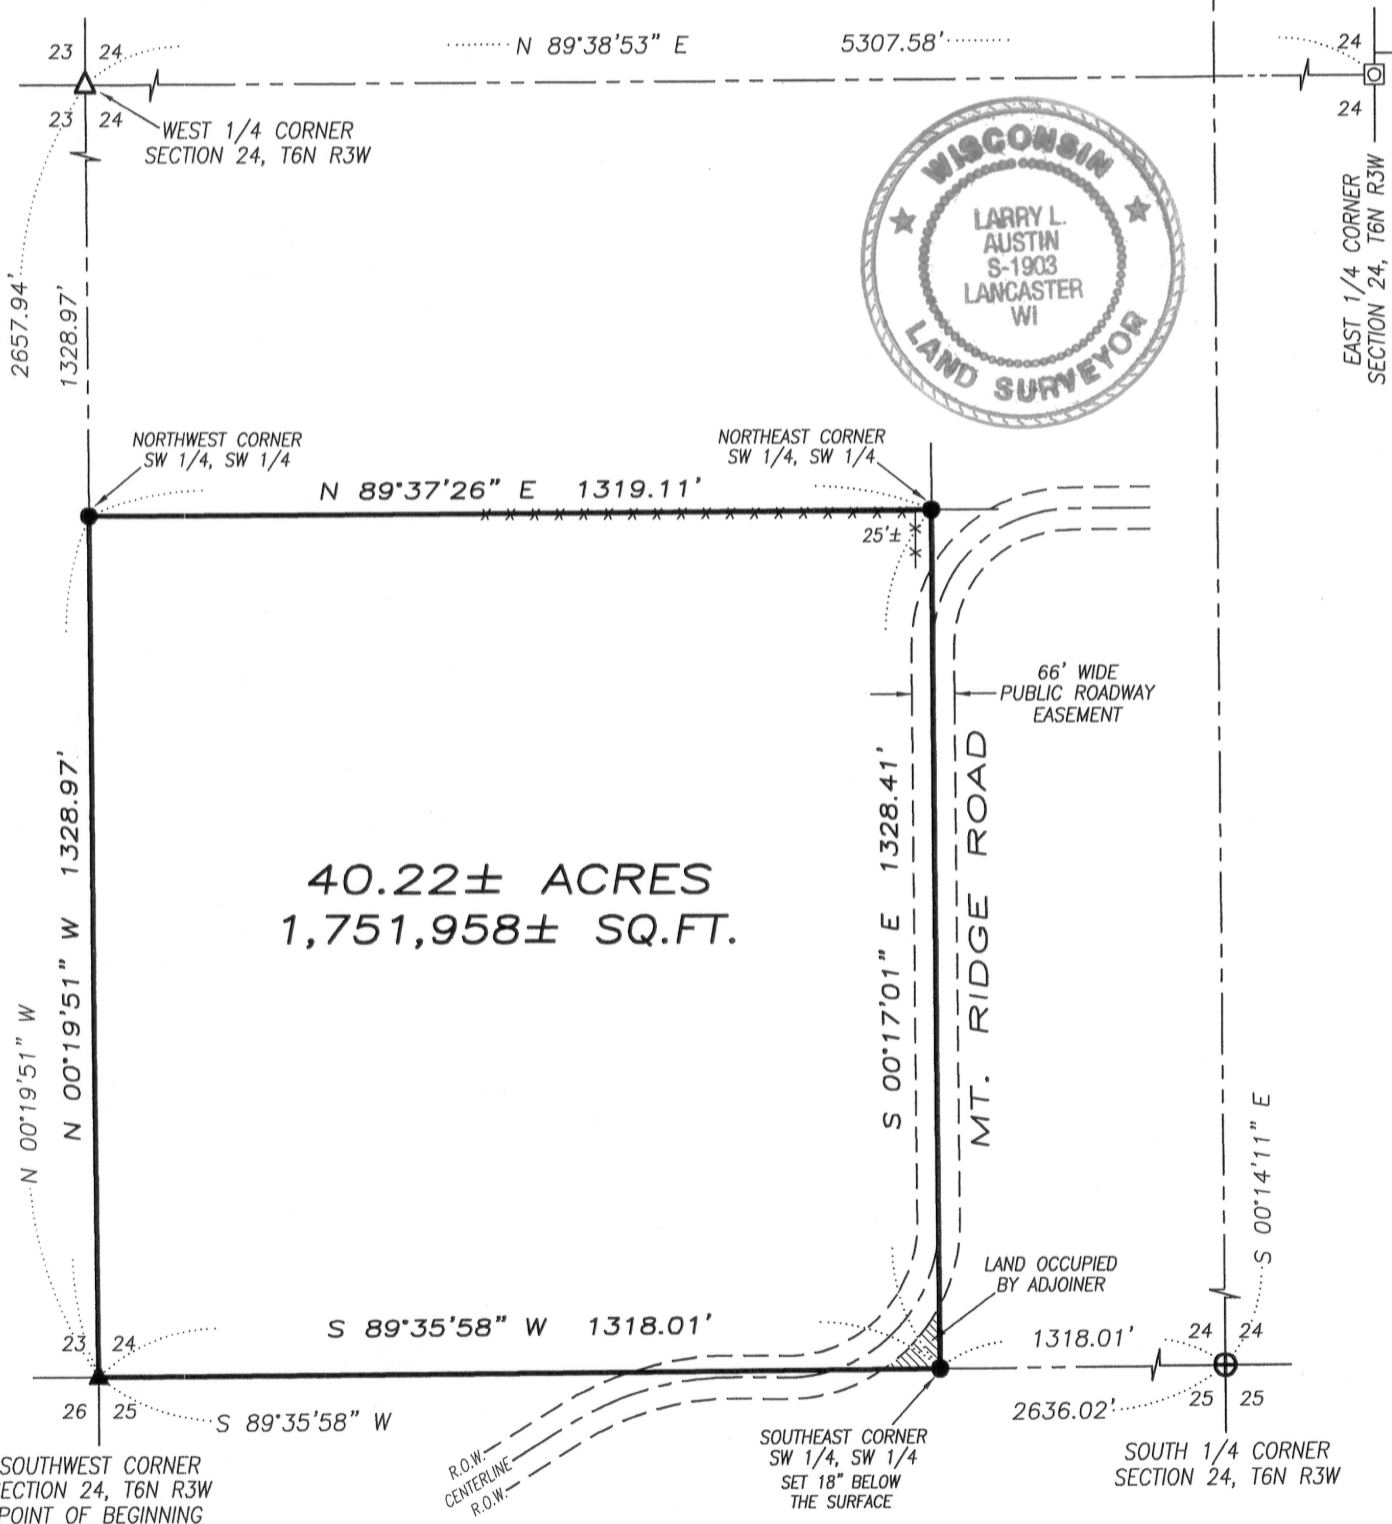 N 89°38'53" E 5307.58'
23 24
24
23 24
24
WEST 1/4 CORNER
SECTION 24, T6N R3W
WISCONSIN
LARRY L.
AUSTIN
S-1903
LANCASTER
WI
LAND SURVEYOR
EAST 1/4 CORNER
SECTION 24, T6N R3W
2657.94'
1328.97'
NORTHWEST CORNER
SW 1/4, SW 1/4
NORTHEAST CORNER
SW 1/4, SW 1/4
N 89°37'26" E 1319.11'
25'±
66' WIDE
PUBLIC ROADWAY
EASEMENT
N 00°19'51" W 1328.97'
40.22± ACRES
1,751,958± SQ.FT.
S 00°17'01" E 1328.41'
MT. RIDGE ROAD
N 00°19'51" W
S 00°14'11" E
LAND OCCUPIED
BY ADJOINER
S 89°35'58" W 1318.01'
1318.01'
23 24
24 24
26 25
25 25
S 89°35'58" W
2636.02'
SOUTHWEST CORNER
SECTION 24, T6N R3W
POINT OF BEGINNING
R.O.W.
CENTERLINE
R.O.W.
SOUTHEAST CORNER
SW 1/4, SW 1/4
SET 18" BELOW
THE SURFACE
SOUTH 1/4 CORNER
SECTION 24, T6N R3W